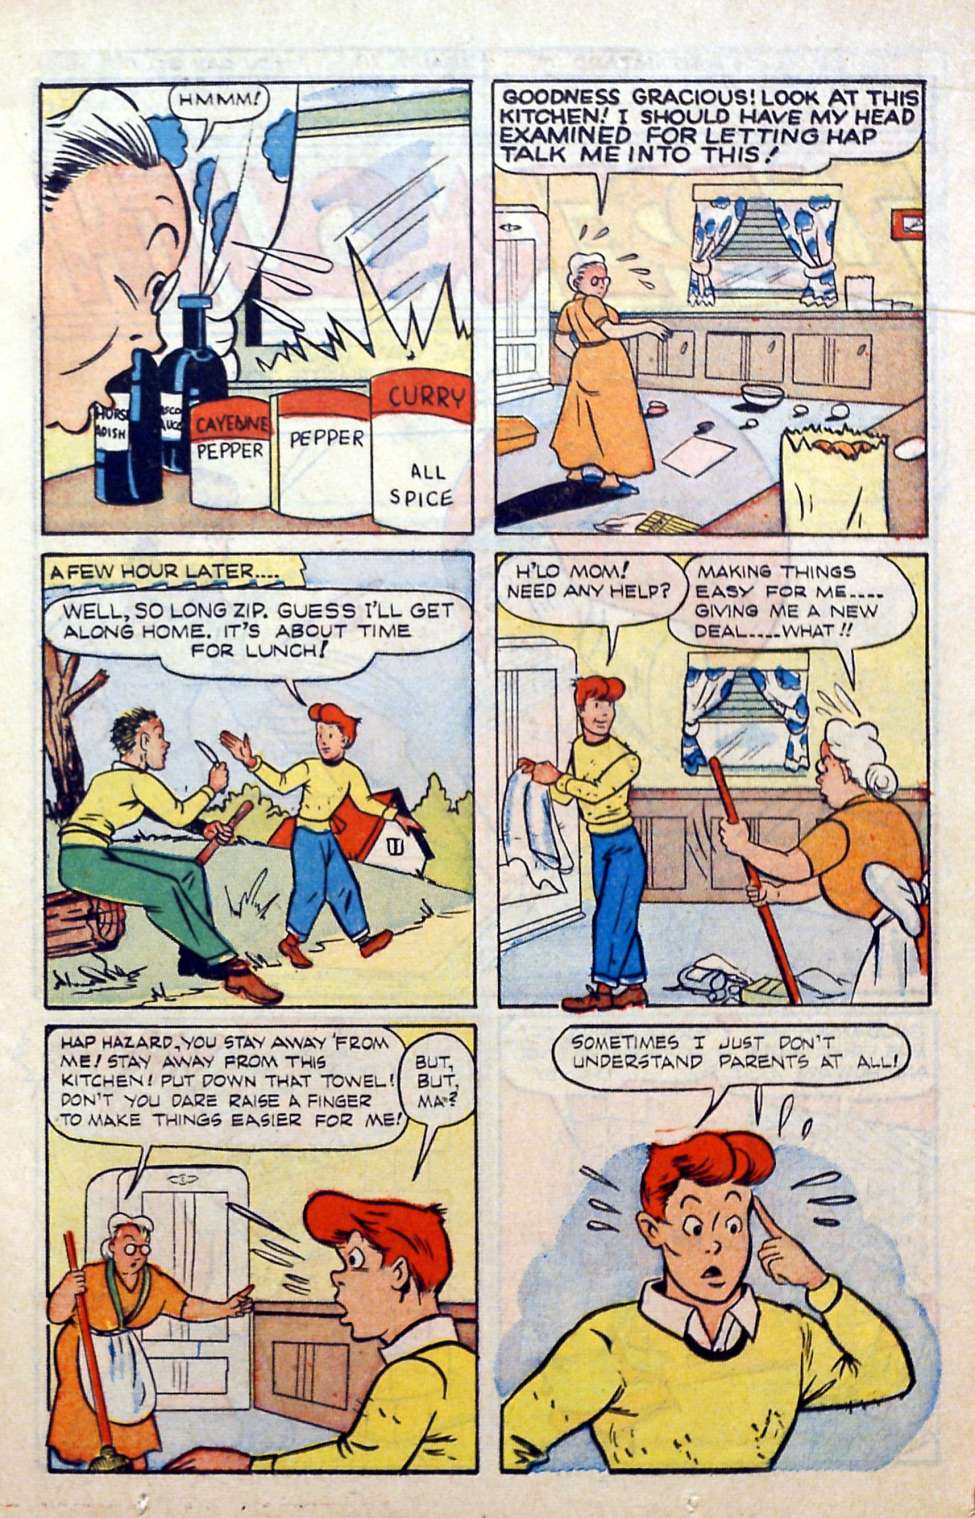 HMMM!
HORSE
ADISH
CAYENNE
PEPPER
PEPPER
CURRY
ALL
SPICE
GOODNESS GRACIOUS! LOOK AT THIS
KITCHEN! I SHOULD HAVE MY HEAD
EXAMINED FOR LETTING HAP
TALK ME INTO THIS!
A FEW HOUR LATER....
WELL, SO LONG ZIP. GUESS I'LL GET
ALONG HOME. IT'S ABOUT TIME
FOR LUNCH!
H'LO MOM!
NEED ANY HELP?
MAKING THINGS
EASY FOR ME....
GIVING ME A NEW
DEAL....WHAT!!
HAP HAZARD, YOU STAY AWAY FROM
ME! STAY AWAY FROM THIS
KITCHEN! PUT DOWN THAT TOWEL!
DON'T YOU DARE RAISE A FINGER
TO MAKE THINGS EASIER FOR ME!
BUT,
BUT,
MA?
SOMETIMES I JUST DON'T
UNDERSTAND PARENTS AT ALL!